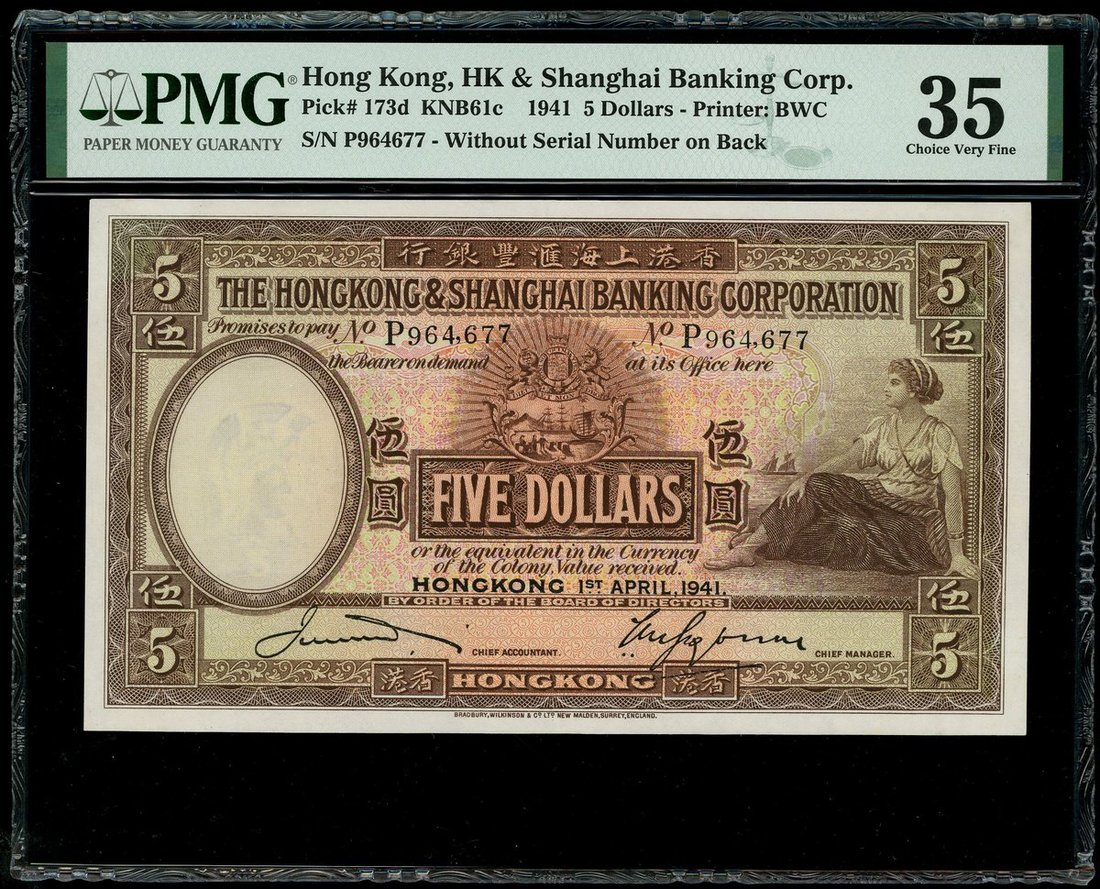 PMG®
PAPER MONEY GUARANTY
Hong Kong, HK & Shanghai Banking Corp.
Pick# 173d KNB61c 1941 5 Dollars - Printer: BWC
S/N P964677 - Without Serial Number on Back
35
Choice Very Fine
5 行銀豐滙海上港香 5
THE HONGKONG & SHANGHAI BANKING CORPORATION
伍 Promises to pay No. P964,677 No. P964,677 伍
the Bearer on demand at its Office here
伍圓 伍圓
FIVE DOLLARS
or the equivalent in the Currency
of the Colony, Value received.
伍 HONGKONG 1ST APRIL, 1941. 伍
BY ORDER OF THE BOARD OF DIRECTORS
5 CHIEF ACCOUNTANT. CHIEF MANAGER. 5
港香 HONGKONG 港香
BRADBURY, WILKINSON & Co. LTD NEW MALDEN, SURREY, ENGLAND.